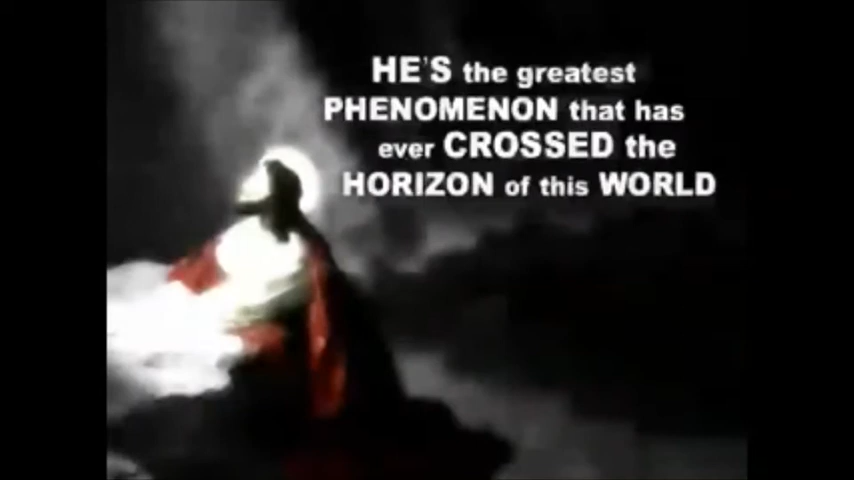 HE'S the greatest
PHENOMENON that has
ever CROSSED the
HORIZON of this WORLD